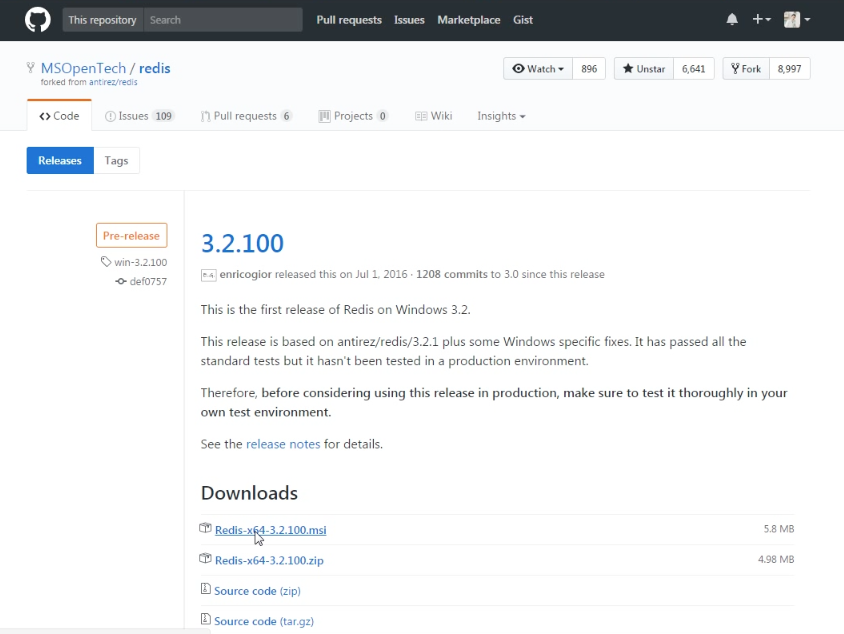 This repository Search Pull requests Issues Marketplace Gist
MSOpenTech / redis
Watch 896 Unstar 6,641 Fork 8,997
forked from antirez/redis
Code Issues 109 Pull requests 6 Projects 0 Wiki Insights
Releases Tags
Pre-release
win-3.2.100
def0757
3.2.100
enricogior released this on Jul 1, 2016 · 1208 commits to 3.0 since this release
This is the first release of Redis on Windows 3.2.
This release is based on antirez/redis/3.2.1 plus some Windows specific fixes. It has passed all the
standard tests but it hasn't been tested in a production environment.
Therefore, before considering using this release in production, make sure to test it thoroughly in your
own test environment.
See the release notes for details.
Downloads
Redis-x64-3.2.100.msi 5.8 MB
Redis-x64-3.2.100.zip 4.98 MB
Source code (zip)
Source code (tar.gz)